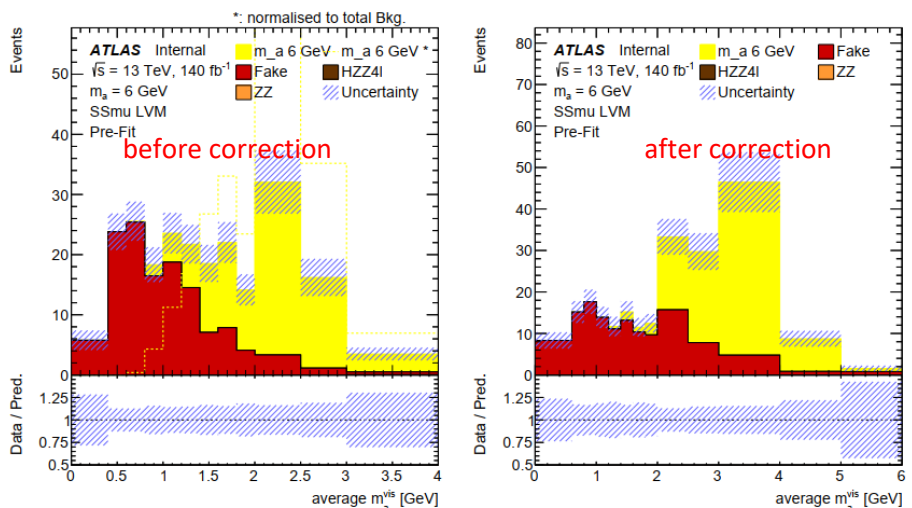 *: normalised to total Bkg.
Events
ATLAS Internal
√s = 13 TeV, 140 fb⁻¹
m_a = 6 GeV
SSmu LVM
Pre-Fit
m_a 6 GeV
m_a 6 GeV *
Fake
HZZ4l
ZZ
Uncertainty
before correction
50
40
30
20
10
0
Data / Pred.
1.25
1
0.75
0.5
0 0.5 1 1.5 2 2.5 3 3.5 4
average m^vis [GeV]
Events
ATLAS Internal
√s = 13 TeV, 140 fb⁻¹
m_a = 6 GeV
SSmu LVM
Pre-Fit
m_a 6 GeV
Fake
HZZ4l
ZZ
Uncertainty
after correction
80
70
60
50
40
30
20
10
0
Data / Pred.
1.25
1
0.75
0.5
0 1 2 3 4 5 6
average m^vis [GeV]